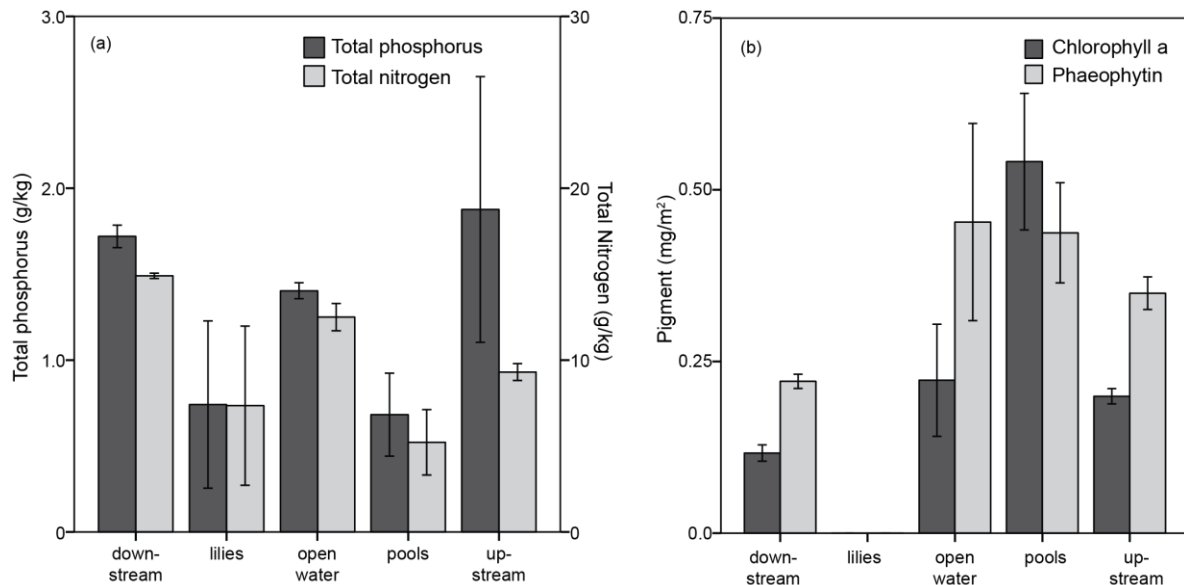 (a)
Total phosphorus
Total nitrogen
Total phosphorus (g/kg)
3.0
2.0
1.0
0
30
20
10
0
Total Nitrogen (g/kg)
down-
stream
lilies
open
water
pools
up-
stream
(b)
Chlorophyll a
Phaeophytin
Pigment (mg/m²)
0.75
0.50
0.25
0.0
down-
stream
lilies
open
water
pools
up-
stream